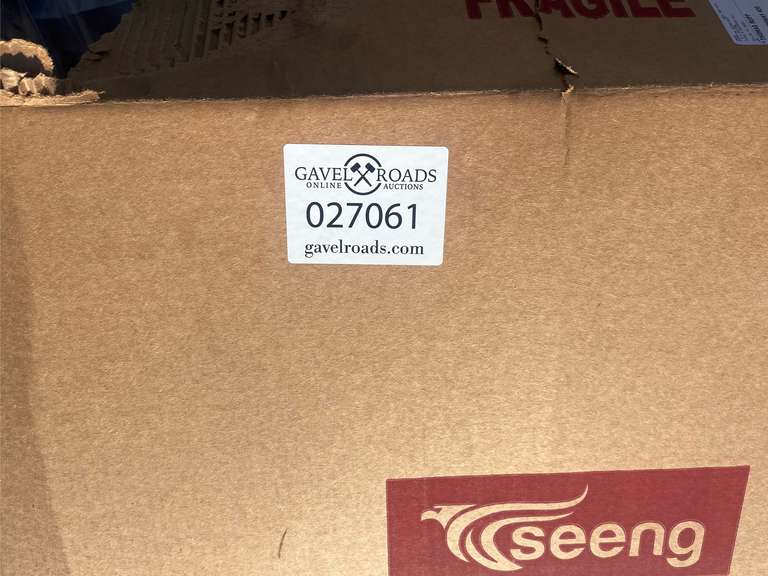 FRAGILE
GAVEL ROADS
ONLINE AUCTIONS
027061
gavelroads.com
seeng